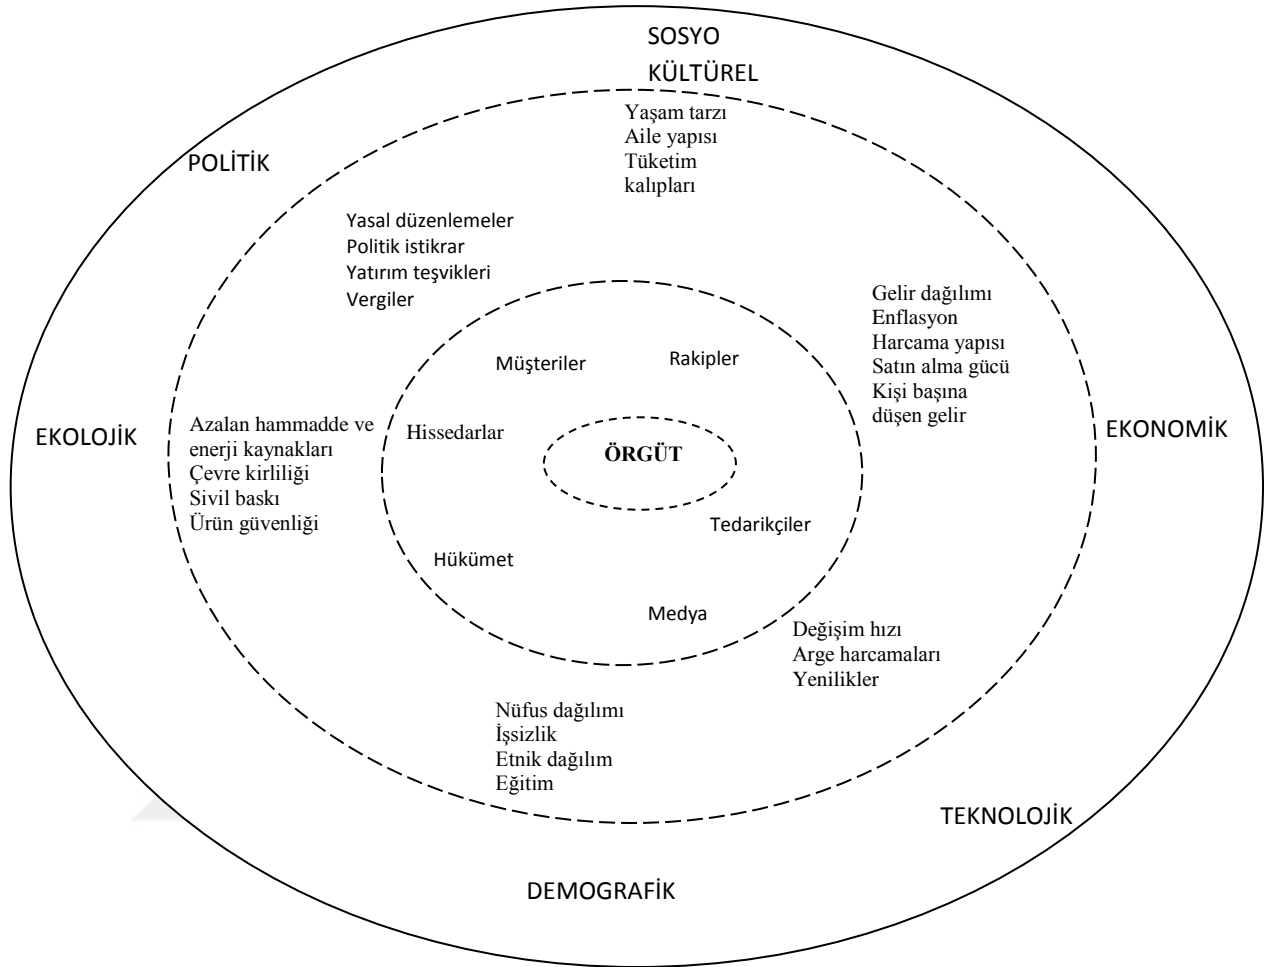 SOSYO
KÜLTÜREL
Yaşam tarzı
Aile yapısı
Tüketim
kalıpları
POLİTİK
Yasal düzenlemeler
Politik istikrar
Yatırım teşvikleri
Vergiler
Gelir dağılımı
Enflasyon
Harcama yapısı
Satın alma gücü
Kişi başına
düşen gelir
EKONOMİK
Müşteriler
Rakipler
Hissedarlar
ÖRGÜT
Tedarikçiler
Hükümet
Medya
EKOLOJİK
Azalan hammadde ve
enerji kaynakları
Çevre kirliliği
Sivil baskı
Ürün güvenliği
Değişim hızı
Arge harcamaları
Yenilikler
TEKNOLOJİK
Nüfus dağılımı
İşsizlik
Etnik dağılım
Eğitim
DEMOGRAFİK